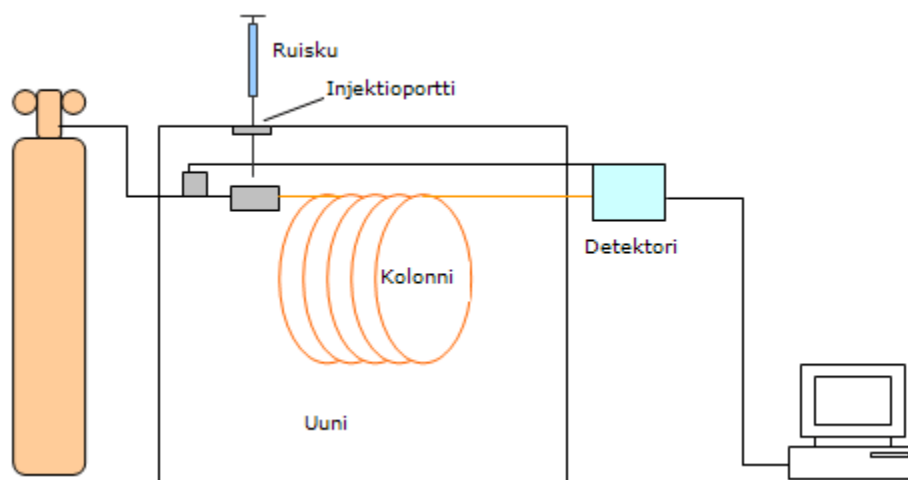 Ruisku
Injektioportti
Detektori
Kolonni
Uuni